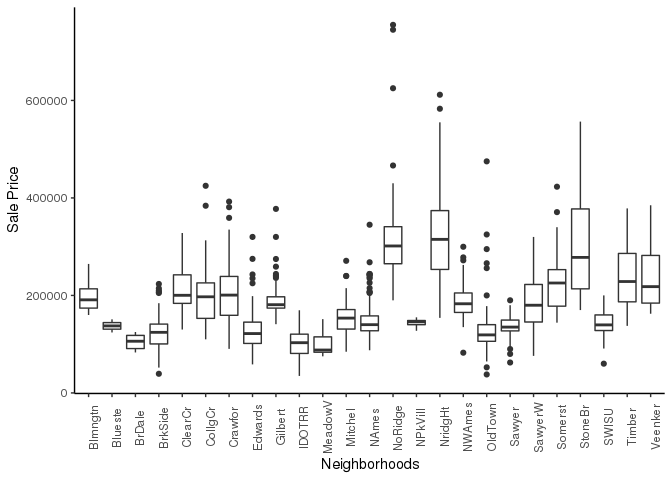 Sale Price
600000
400000
200000
0
Blmngtn
Blueste
BrDale
BrkSide
ClearCr
CollgCr
Crawfor
Edwards
Gilbert
IDOTRR
MeadowV
Mitchel
NAmes
NoRidge
NPkVill
NridgHt
NWAmes
OldTown
Sawyer
SawyerW
Somerst
StoneBr
SWISU
Timber
Veenker
Neighborhoods